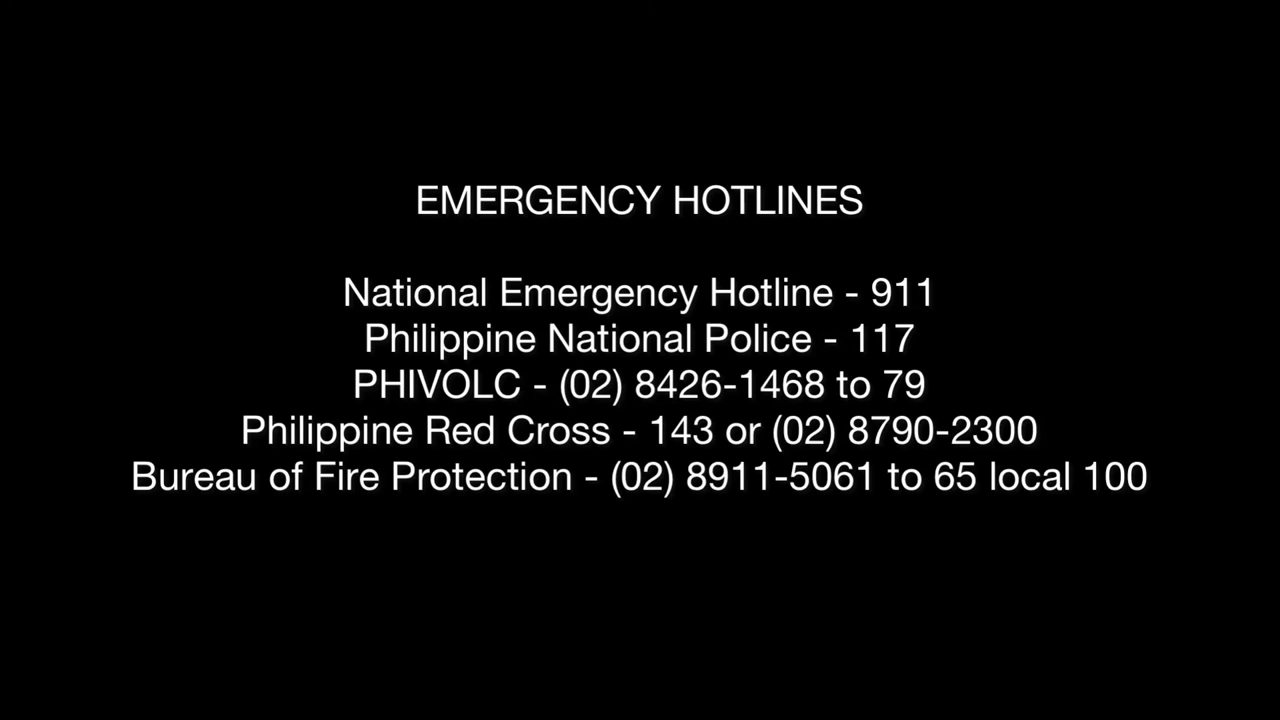 EMERGENCY HOTLINES
National Emergency Hotline - 911
Philippine National Police - 117
PHIVOLC - (02) 8426-1468 to 79
Philippine Red Cross - 143 or (02) 8790-2300
Bureau of Fire Protection - (02) 8911-5061 to 65 local 100